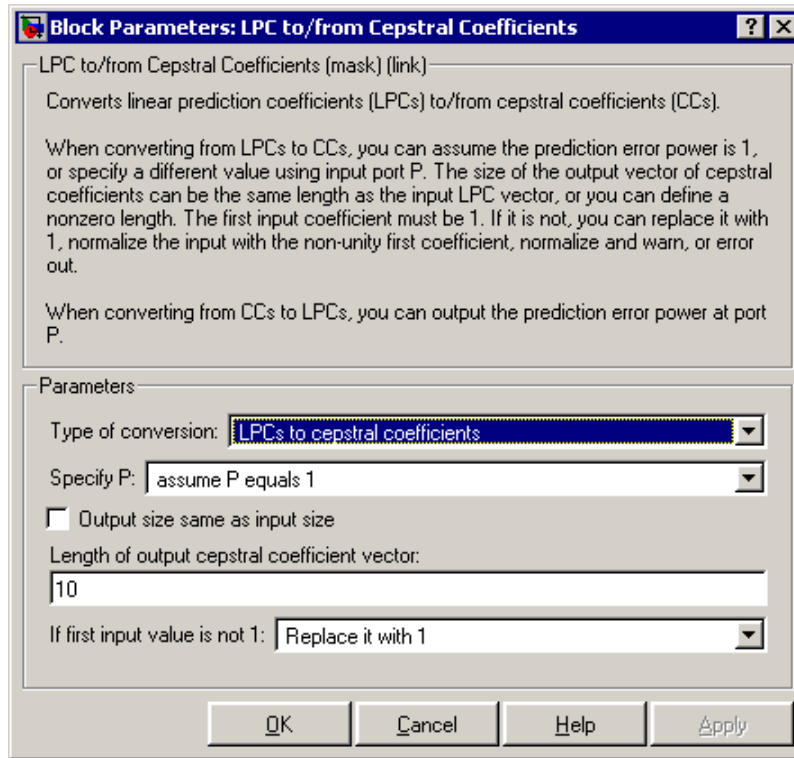 Block Parameters: LPC to/from Cepstral Coefficients
LPC to/from Cepstral Coefficients (mask) (link)
Converts linear prediction coefficients (LPCs) to/from cepstral coefficients (CCs).
When converting from LPCs to CCs, you can assume the prediction error power is 1,
or specify a different value using input port P. The size of the output vector of cepstral
coefficients can be the same length as the input LPC vector, or you can define a
nonzero length. The first input coefficient must be 1. If it is not, you can replace it with
1, normalize the input with the non-unity first coefficient, normalize and warn, or error
out.
When converting from CCs to LPCs, you can output the prediction error power at port
P.
Parameters
Type of conversion: LPCs to cepstral coefficients
Specify P: assume P equals 1
Output size same as input size
Length of output cepstral coefficient vector:
10
If first input value is not 1: Replace it with 1
OK Cancel Help Apply